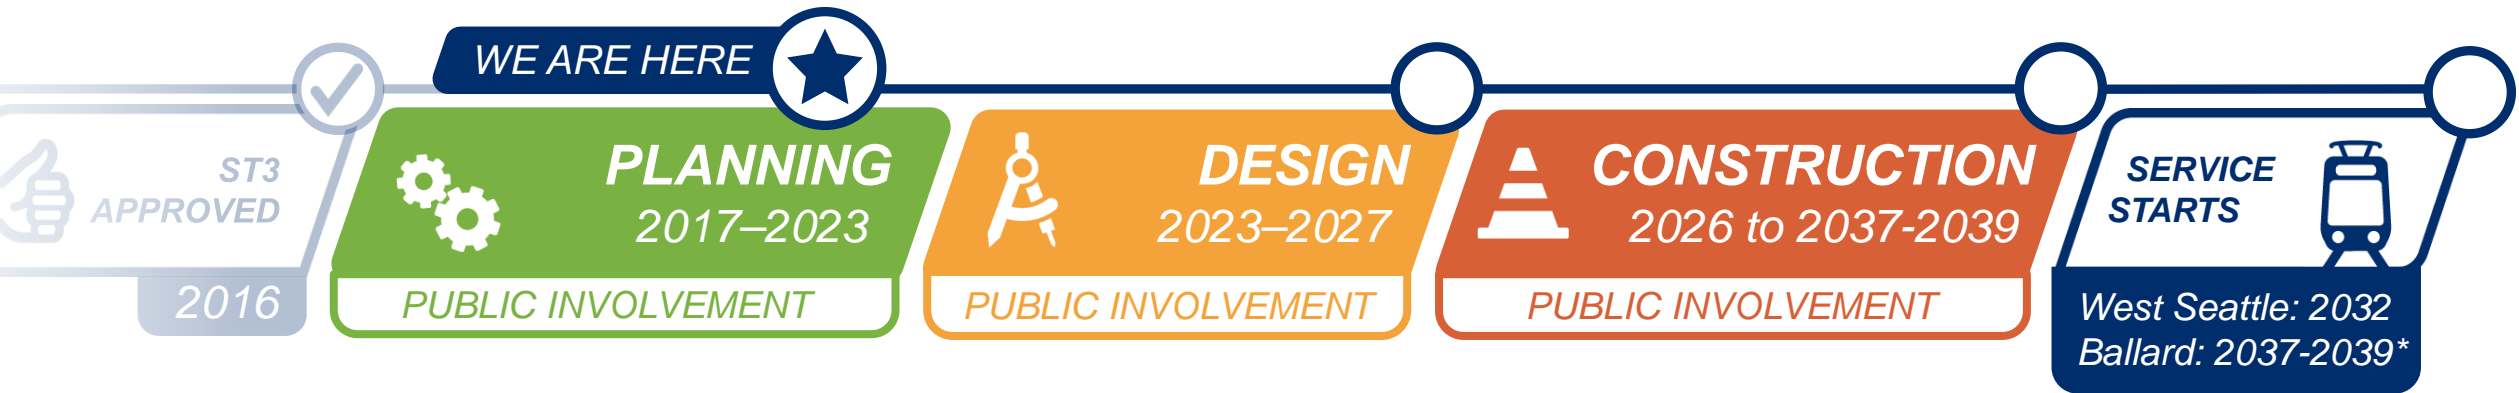 WE ARE HERE
ST3
APPROVED
2016
PLANNING
2017–2023
PUBLIC INVOLVEMENT
DESIGN
2023–2027
PUBLIC INVOLVEMENT
CONSTRUCTION
2026 to 2037-2039
PUBLIC INVOLVEMENT
SERVICE
STARTS
West Seattle: 2032
Ballard: 2037-2039*